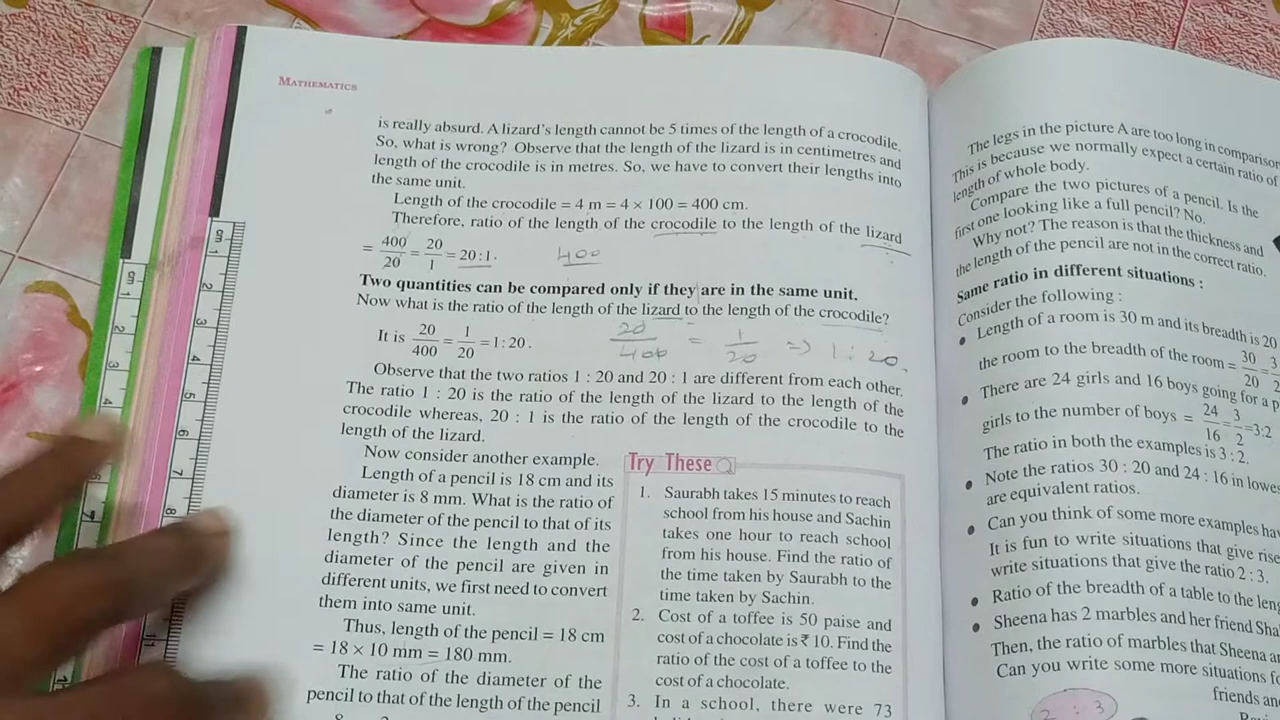 MATHEMATICS
is really absurd. A lizard's length cannot be 5 times of the length of a crocodile.
So, what is wrong? Observe that the length of the lizard is in centimetres and
length of the crocodile is in metres. So, we have to convert their lengths into
the same unit.
Length of the crocodile = 4 m = 4 × 100 = 400 cm.
Therefore, ratio of the length of the crocodile to the length of the lizard
= 400/20 = 20/1 = 20 : 1.
400
Two quantities can be compared only if they are in the same unit.
Now what is the ratio of the length of the lizard to the length of the crocodile?
It is 20/400 = 1/20 = 1 : 20.
20/400 = 1/20 ⇒ 1 : 20.
Observe that the two ratios 1 : 20 and 20 : 1 are different from each other.
The ratio 1 : 20 is the ratio of the length of the lizard to the length of the
crocodile whereas, 20 : 1 is the ratio of the length of the crocodile to the
length of the lizard.
Now consider another example.
Length of a pencil is 18 cm and its
diameter is 8 mm. What is the ratio of
the diameter of the pencil to that of its
length? Since the length and the
diameter of the pencil are given in
different units, we first need to convert
them into same unit.
Thus, length of the pencil = 18 cm
= 18 × 10 mm = 180 mm.
The ratio of the diameter of the
pencil to that of the length of the pencil
Try These
1. Saurabh takes 15 minutes to reach
school from his house and Sachin
takes one hour to reach school
from his house. Find the ratio of
the time taken by Saurabh to the
time taken by Sachin.
2. Cost of a toffee is 50 paise and
cost of a chocolate is ₹ 10. Find the
ratio of the cost of a toffee to the
cost of a chocolate.
3. In a school, there were 73
The legs in the picture A are too long in comparison
This is because we normally expect a certain ratio of
length of whole body.
Compare the two pictures of a pencil. Is the
first one looking like a full pencil? No.
Why not? The reason is that the thickness and
the length of the pencil are not in the correct ratio.
Same ratio in different situations :
Consider the following :
• Length of a room is 30 m and its breadth is 20
the room to the breadth of the room = 30/20 = 3
• There are 24 girls and 16 boys going for a
girls to the number of boys = 24/16 = 3/2 = 3:2
The ratio in both the examples is 3 : 2.
• Note the ratios 30 : 20 and 24 : 16 in
are equivalent ratios.
• Can you think of some more examples
It is fun to write situations that give rise
write situations that give the ratio 2 : 3.
• Ratio of the breadth of a table to the
• Sheena has 2 marbles and her friend
Then, the ratio of marbles that Sheena
Can you write some more situations
friends
2 : 3
cm 1 2 3 4 5 6 7 8 11
cm 1 2 3 4 7